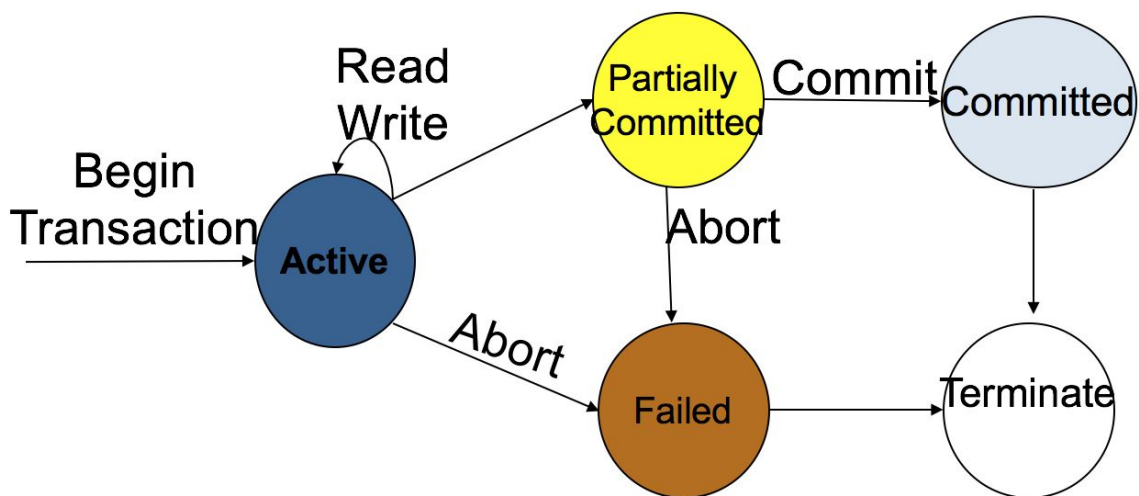 Read
Write
Begin
Transaction
Active
Partially
Committed
Commit
Committed
Abort
Abort
Failed
Terminate